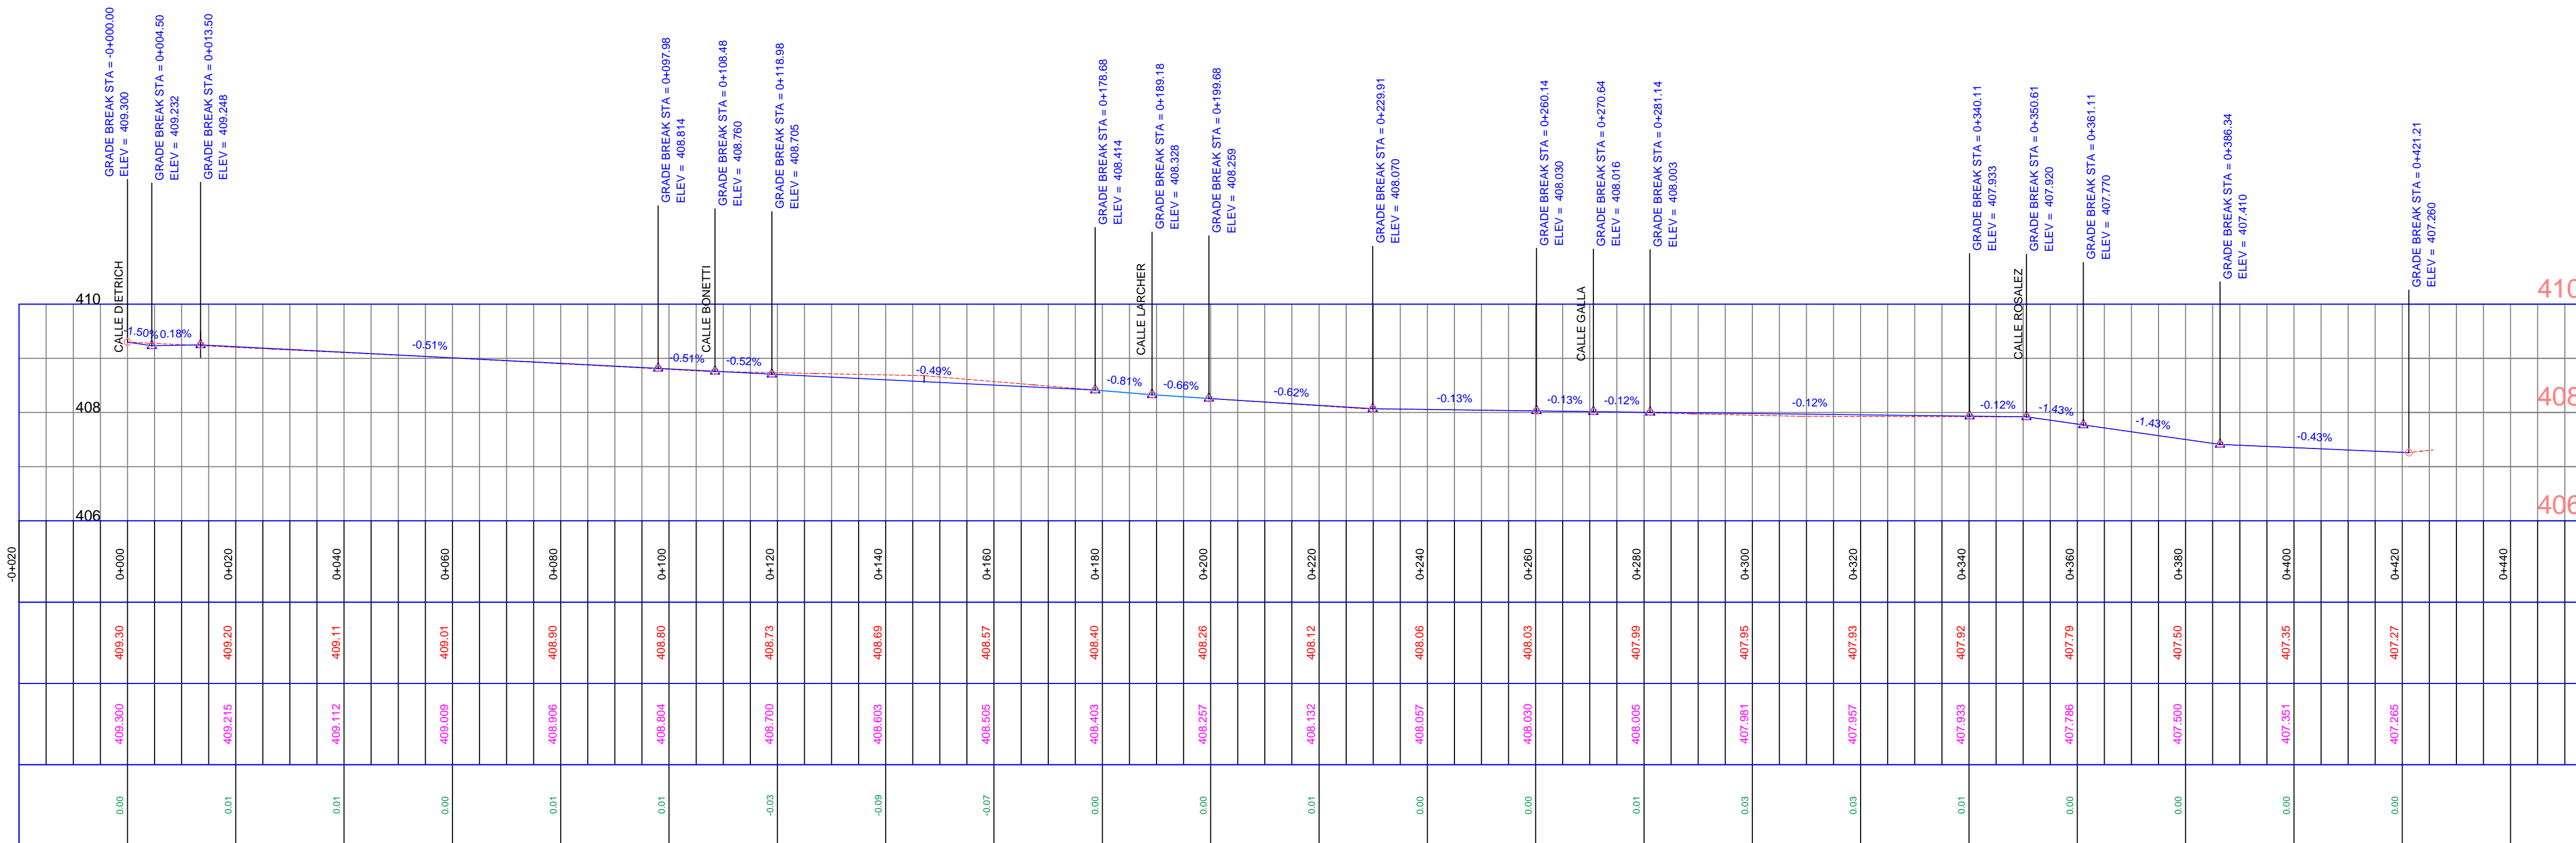 GRADE BREAK STA = -0+000.00
ELEV = 409.300
GRADE BREAK STA = 0+004.50
ELEV = 409.232
GRADE BREAK STA = 0+013.50
ELEV = 409.248
GRADE BREAK STA = 0+097.98
ELEV = 408.814
GRADE BREAK STA = 0+108.48
ELEV = 408.760
GRADE BREAK STA = 0+118.98
ELEV = 408.705
GRADE BREAK STA = 0+178.68
ELEV = 408.414
GRADE BREAK STA = 0+189.18
ELEV = 408.328
GRADE BREAK STA = 0+199.68
ELEV = 408.259
GRADE BREAK STA = 0+229.91
ELEV = 408.070
GRADE BREAK STA = 0+260.14
ELEV = 408.030
GRADE BREAK STA = 0+270.64
ELEV = 408.016
GRADE BREAK STA = 0+281.14
ELEV = 408.003
GRADE BREAK STA = 0+340.11
ELEV = 407.933
GRADE BREAK STA = 0+350.61
ELEV = 407.920
GRADE BREAK STA = 0+361.11
ELEV = 407.770
GRADE BREAK STA = 0+386.34
ELEV = 407.410
GRADE BREAK STA = 0+421.21
ELEV = 407.260
CALLE DIETRICH
CALLE BONETTI
CALLE LARCHER
CALLE GALLA
CALLE ROSALEZ
410
410
-1.50%
0.18%
-0.51%
-0.51%
-0.52%
-0.49%
-0.81%
-0.66%
-0.62%
-0.13%
-0.13%
-0.12%
-0.12%
-0.12%
-1.43%
-1.43%
-0.43%
408
408
406
406
-0+020
0+000
0+020
0+040
0+060
0+080
0+100
0+120
0+140
0+160
0+180
0+200
0+220
0+240
0+260
0+280
0+300
0+320
0+340
0+360
0+380
0+400
0+420
0+440
409.30
409.20
409.11
409.01
408.90
408.80
408.73
408.69
408.57
408.40
408.26
408.12
408.06
408.03
407.99
407.95
407.93
407.92
407.79
407.50
407.35
407.27
409.300
409.215
409.112
409.009
408.906
408.804
408.700
408.603
408.505
408.403
408.257
408.132
408.057
408.030
408.005
407.981
407.957
407.933
407.786
407.500
407.351
407.265
0.00
0.01
0.01
0.00
0.01
0.01
-0.03
-0.09
-0.07
0.00
0.00
0.01
0.00
0.00
0.01
0.03
0.03
0.01
0.00
0.00
0.00
0.00